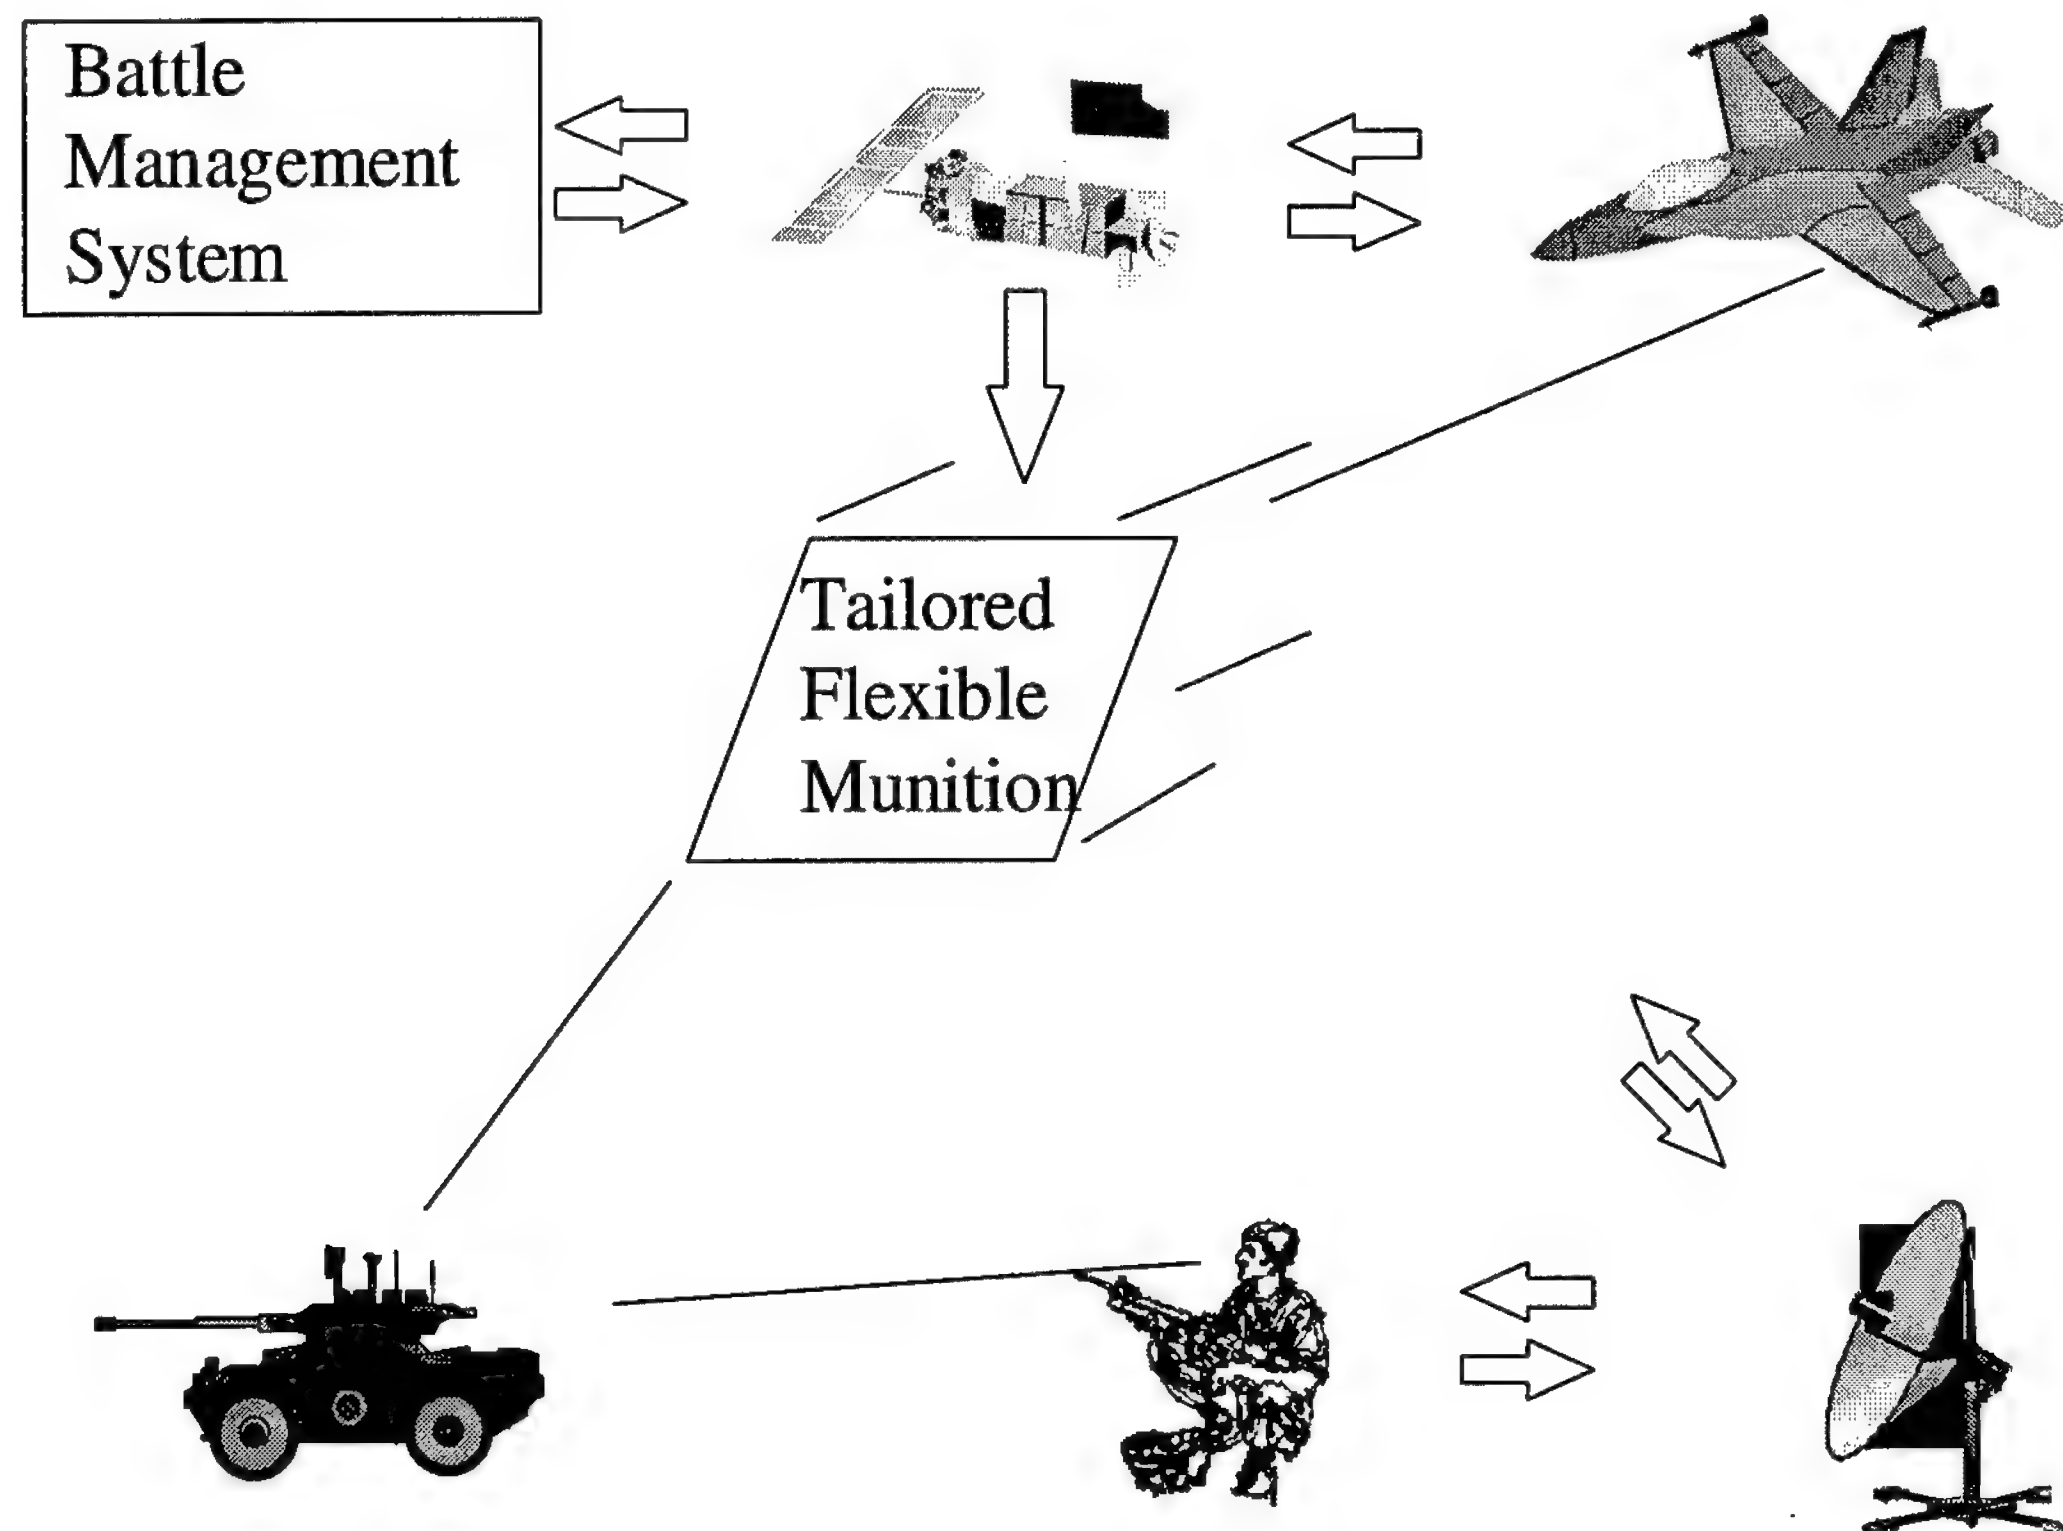 Battle
Management
System
Tailored
Flexible
Munition